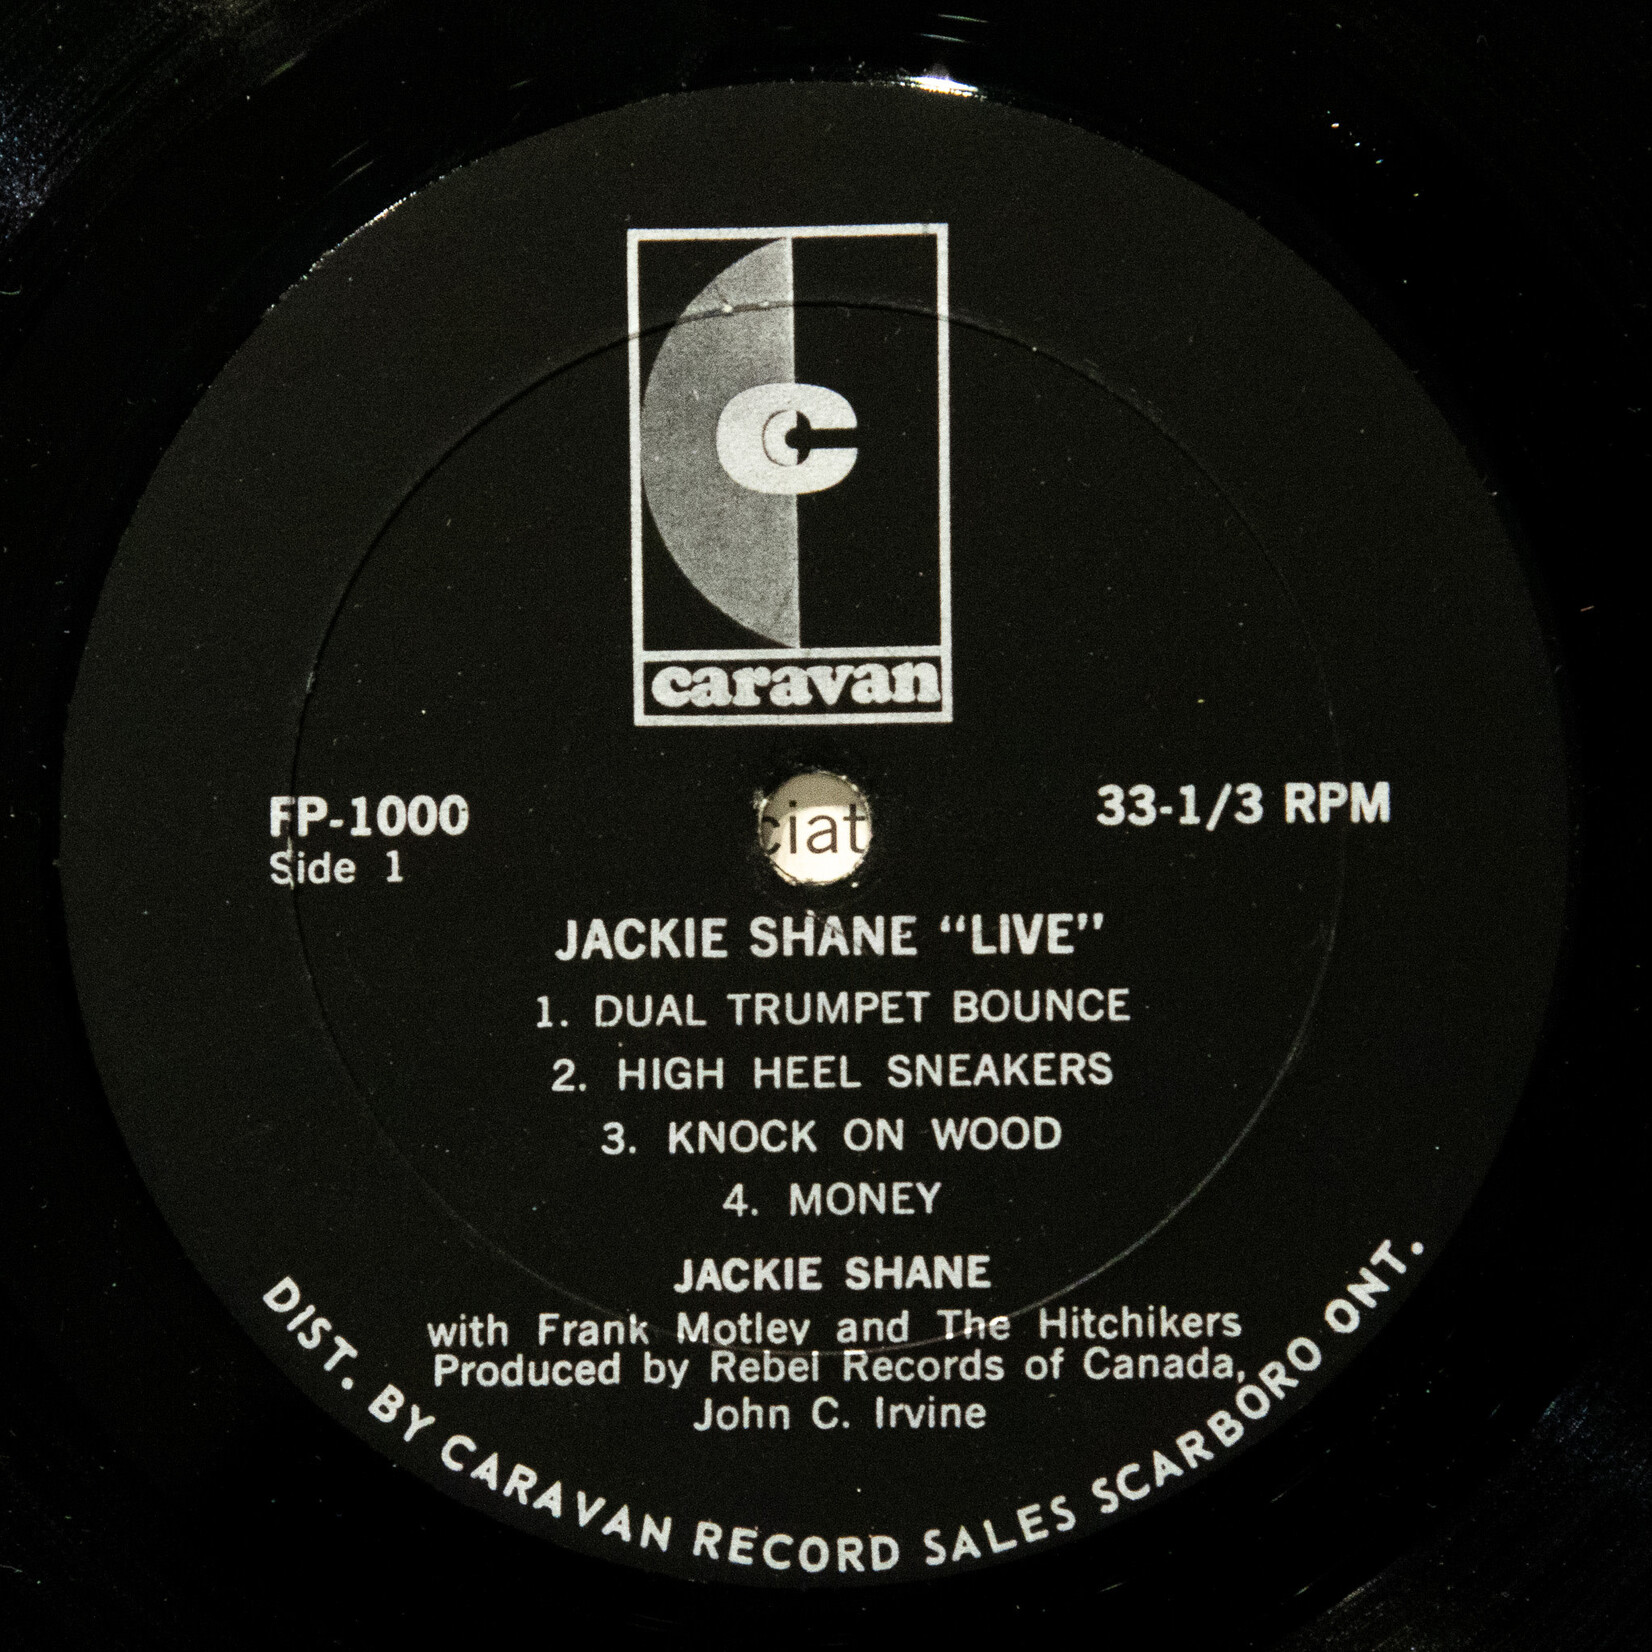 C
caravan
FP-1000
33-1/3 RPM
Side 1
ciat
JACKIE SHANE “LIVE”
1. DUAL TRUMPET BOUNCE
2. HIGH HEEL SNEAKERS
3. KNOCK ON WOOD
4. MONEY
JACKIE SHANE
with Frank Motley and The Hitchikers
Produced by Rebel Records of Canada,
John C. Irvine
DIST. BY CARAVAN RECORD SALES SCARBORO ONT.